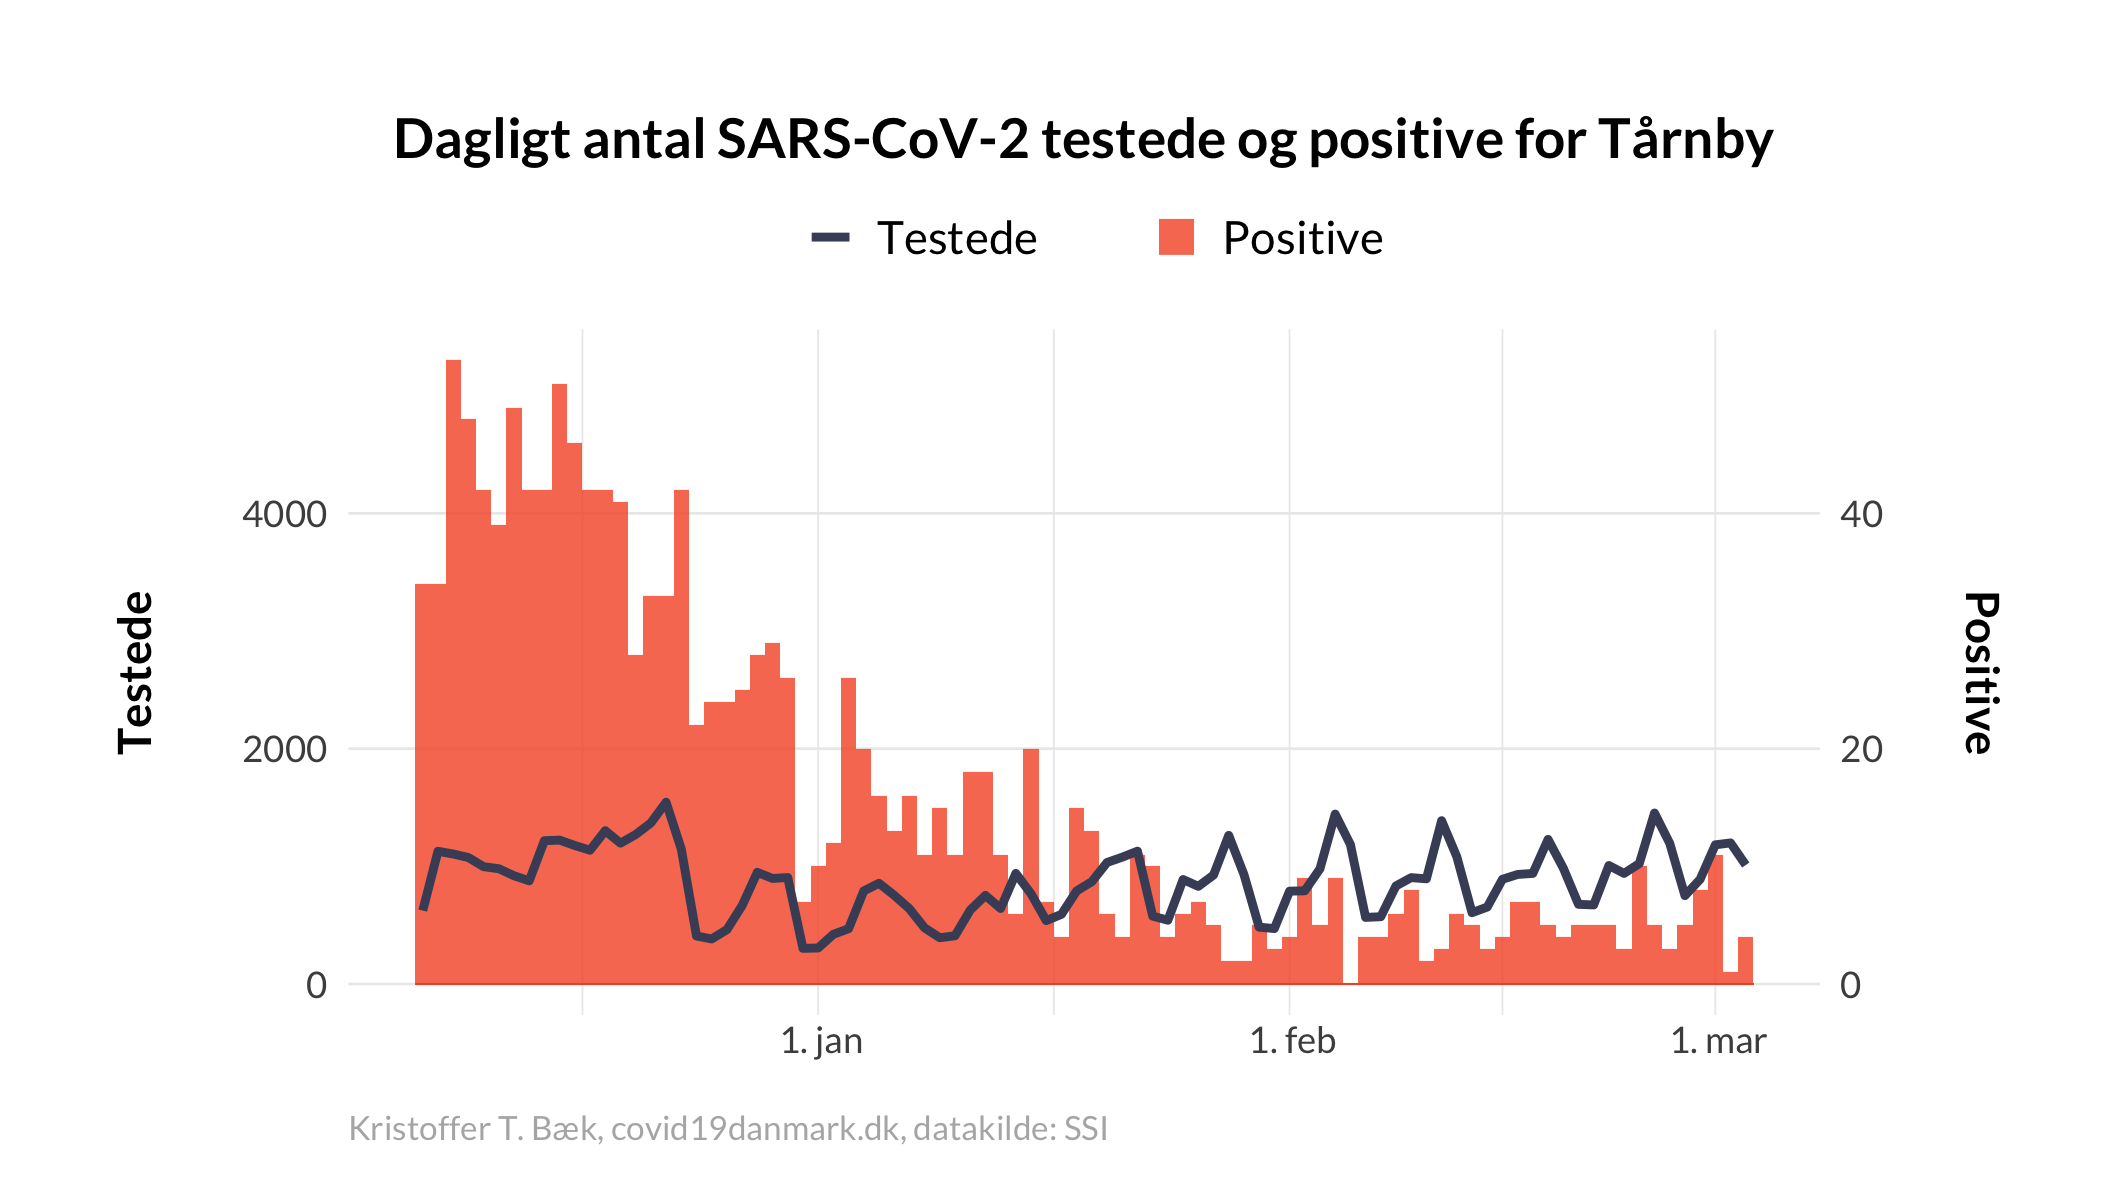 Dagligt antal SARS-CoV-2 testede og positive for Tårnby
Testede
Positive
Testede
4000
2000
0
40
20
0
Positive
1. jan
1. feb
1. mar
Kristoffer T. Bæk, covid19danmark.dk, datakilde: SSI